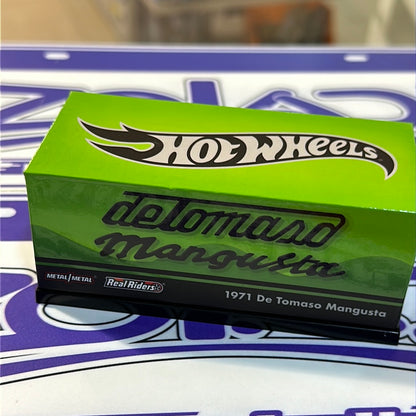 HOT WHEELS
deTomaso
Mangusta
METAL/METAL Real Riders
1971 De Tomaso Mangusta